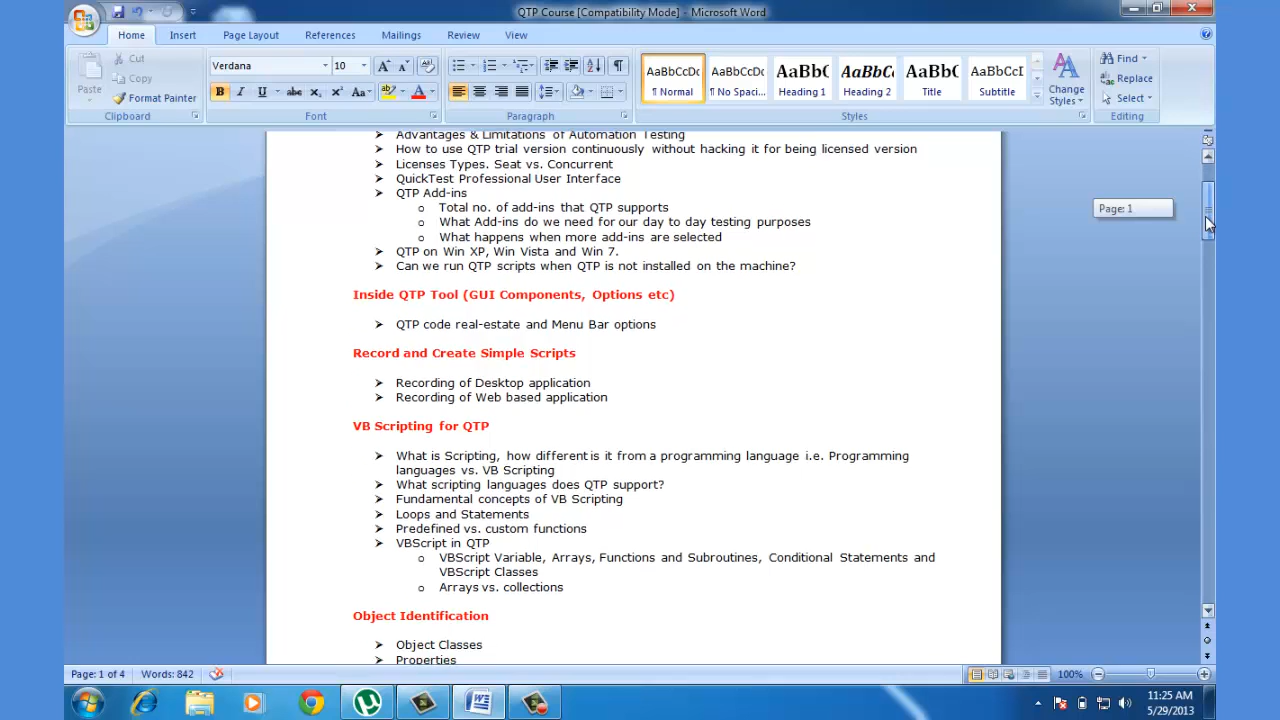 QTP Course [Compatibility Mode] - Microsoft Word
Home Insert Page Layout References Mailings Review View
Paste
Cut
Copy
Format Painter
Clipboard
Verdana 10
Font
Paragraph
AaBbCcDc AaBbCcDc AaBbC AaBbCc AaBbC AaBbCcI
¶ Normal ¶ No Spaci... Heading 1 Heading 2 Title Subtitle
Change Styles
Styles
Find
Replace
Select
Editing
Advantages & Limitations of Automation Testing
How to use QTP trial version continuously without hacking it for being licensed version
Licenses Types. Seat vs. Concurrent
QuickTest Professional User Interface
QTP Add-ins
o Total no. of add-ins that QTP supports
o What Add-ins do we need for our day to day testing purposes
o What happens when more add-ins are selected
QTP on Win XP, Win Vista and Win 7.
Can we run QTP scripts when QTP is not installed on the machine?
Inside QTP Tool (GUI Components, Options etc)
QTP code real-estate and Menu Bar options
Record and Create Simple Scripts
Recording of Desktop application
Recording of Web based application
VB Scripting for QTP
What is Scripting, how different is it from a programming language i.e. Programming
languages vs. VB Scripting
What scripting languages does QTP support?
Fundamental concepts of VB Scripting
Loops and Statements
Predefined vs. custom functions
VBScript in QTP
o VBScript Variable, Arrays, Functions and Subroutines, Conditional Statements and
VBScript Classes
o Arrays vs. collections
Object Identification
Object Classes
Properties
Page: 1
Page: 1 of 4 Words: 842 100%
11:25 AM
5/29/2013